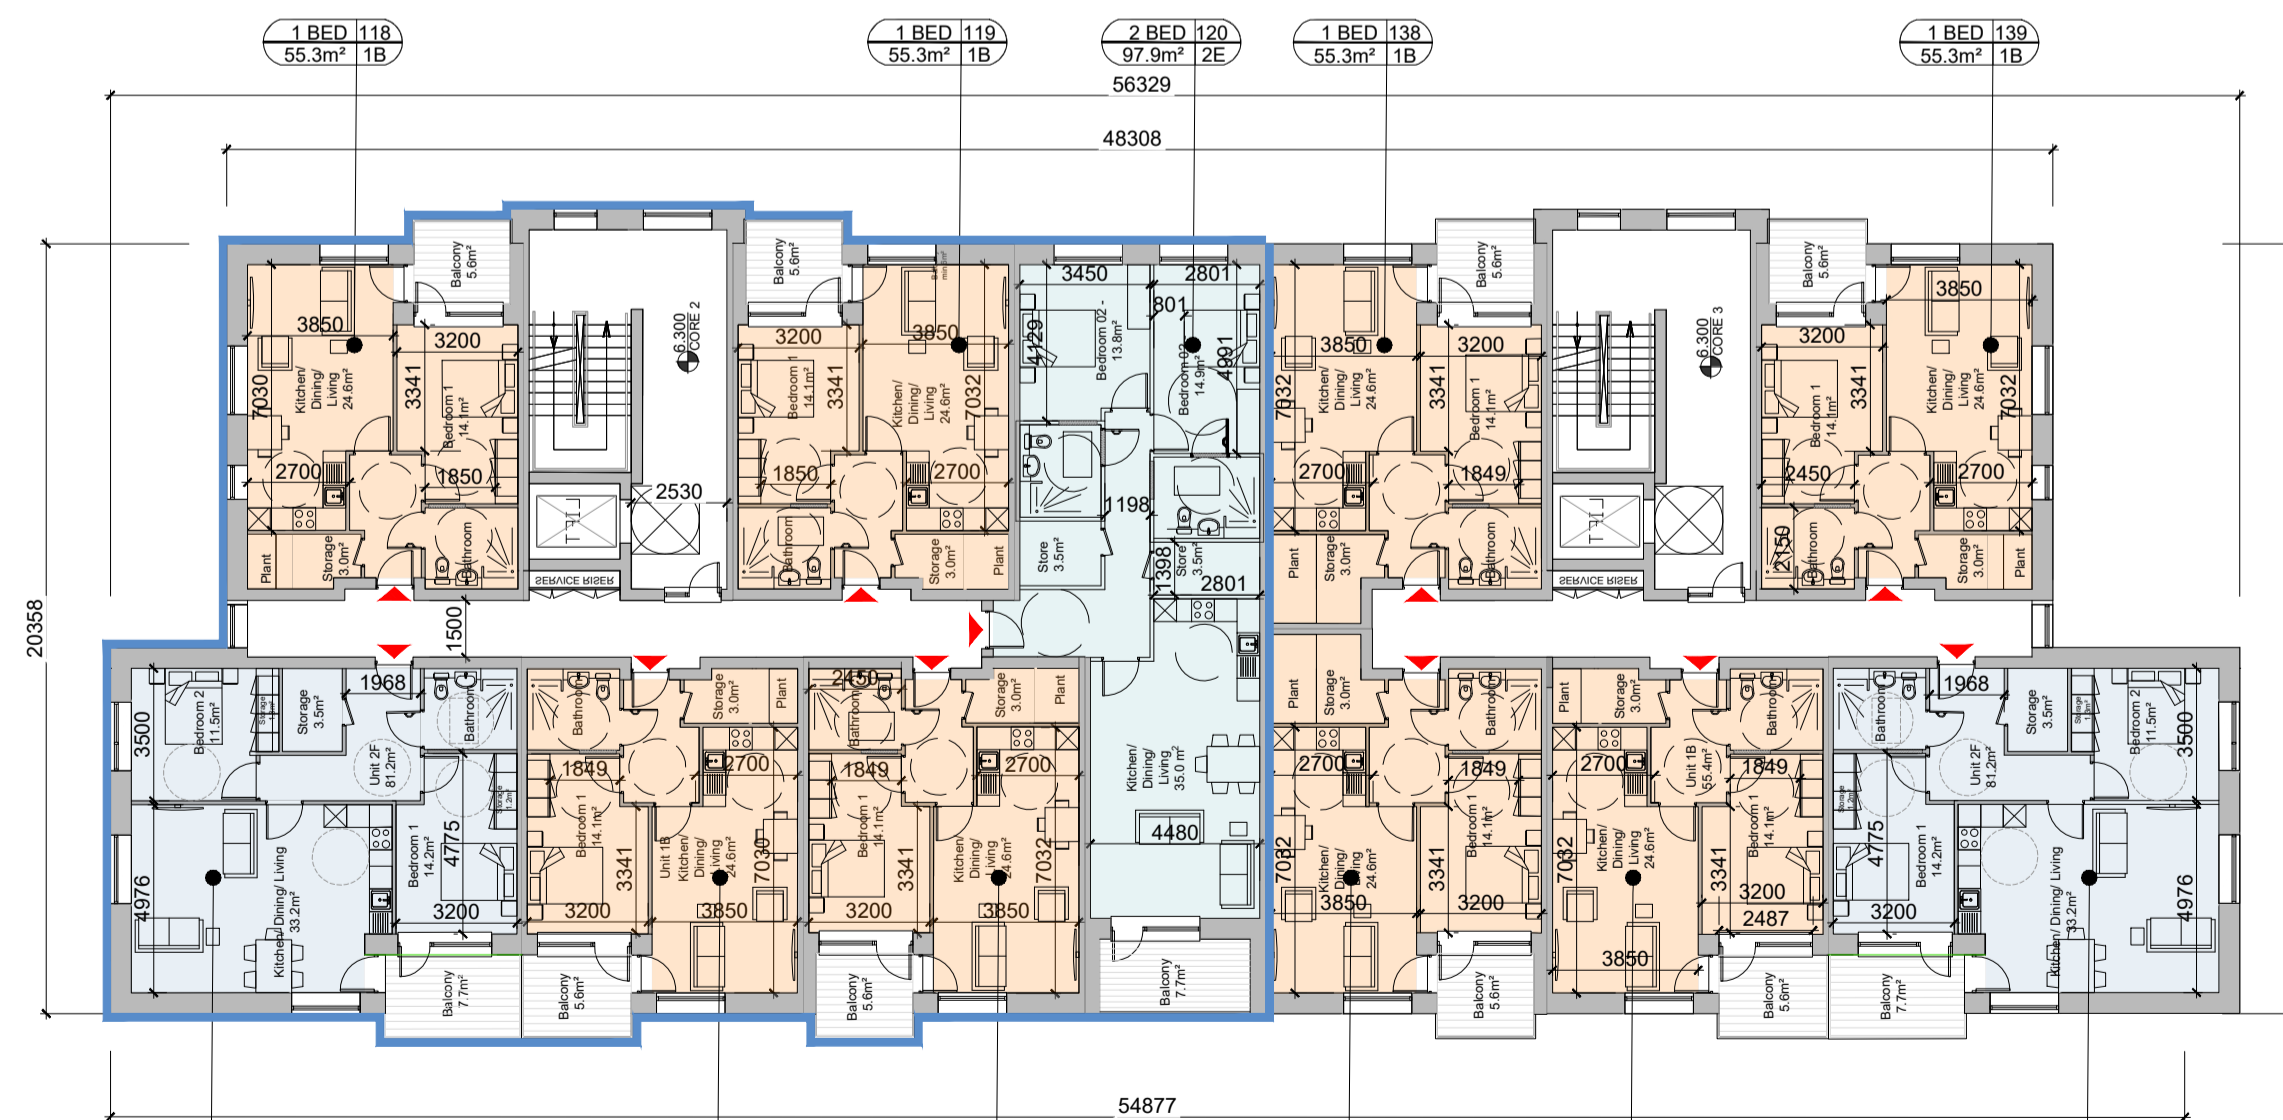 1 BED 118
55.3m² 1B
1 BED 119
55.3m² 1B
2 BED 120
97.9m² 2E
1 BED 138
55.3m² 1B
1 BED 139
55.3m² 1B
56329
48308
20358
Balcony
5.6m²
3850
3200
7030
Kitchen/
Dining/
Living
24.6m²
3341
Bedroom 1
14.1m²
2700
1850
Plant
Storage
3.0m²
Bathroom
6.300
CORE 2
LIFT
2530
SERVICE RISER
Balcony
5.6m²
3200
3850
Bedroom 1
14.1m²
3341
Kitchen/
Dining/
Living
24.6m²
7032
1850
2700
Bathroom
Storage
3.0m²
Plant
3450
2801
801
4129
Bedroom 02 -
13.8m²
Bedroom 02
14.9m²
4991
1198
Store
3.5m²
1398
Store
3.5m²
2801
Kitchen/
Dining/
Living
35.0 m²
4480
Balcony
7.7m²
3850
3200
Balcony
5.6m²
7032
Kitchen/
Dining/
Living
24.6m²
3341
Bedroom 1
14.1m²
2700
1849
Plant
Storage
3.0m²
Bathroom
6.300
CORE 3
LIFT
SERVICE RISER
Balcony
5.6m²
3200
3850
Bedroom 1
14.1m²
3341
Kitchen/
Dining/
Living
24.6m²
7032
2450
2700
2150
Bathroom
Storage
3.0m²
Plant
1500
3500
Bedroom 2
11.5m²
Storage
Storage
3.5m²
1968
Unit 2F
81.2m²
Bathroom
4976
Kitchen/ Dining/ Living
33.2m²
Bedroom 1
14.2m²
4775
Storage
1.2m²
3200
Balcony
7.7m²
Bathroom
Storage
3.0m²
Plant
1849
2700
Bedroom 1
14.1m²
3341
Unit 1B
Kitchen/
Dining/
Living
24.6m²
7030
3200
3850
Balcony
5.6m²
2450
Bathroom
Storage
3.0m²
Plant
1849
2700
Bedroom 1
14.1m²
3341
Kitchen/
Dining/
Living
24.6m²
7032
3200
3850
Balcony
5.6m²
Plant
Storage
3.0m²
Bathroom
2700
1849
7032
Kitchen/
Dining/
Living
24.6m²
3341
Bedroom 1
14.1m²
3850
3200
Balcony
5.6m²
Plant
Storage
3.0m²
Bathroom
2700
Unit 1B
55.4m²
1849
7032
Kitchen/
Dining/
Living
24.6m²
3341
Bedroom 1
14.1m²
3200
2487
3850
Balcony
5.6m²
Bathroom
1968
Storage
3.5m²
Storage
Bedroom 2
11.5m²
3500
Unit 2F
81.2m²
Storage
1.2m²
4775
Bedroom 1
14.2m²
3200
Kitchen/ Dining/ Living
33.2m²
4976
Balcony
7.7m²
54877